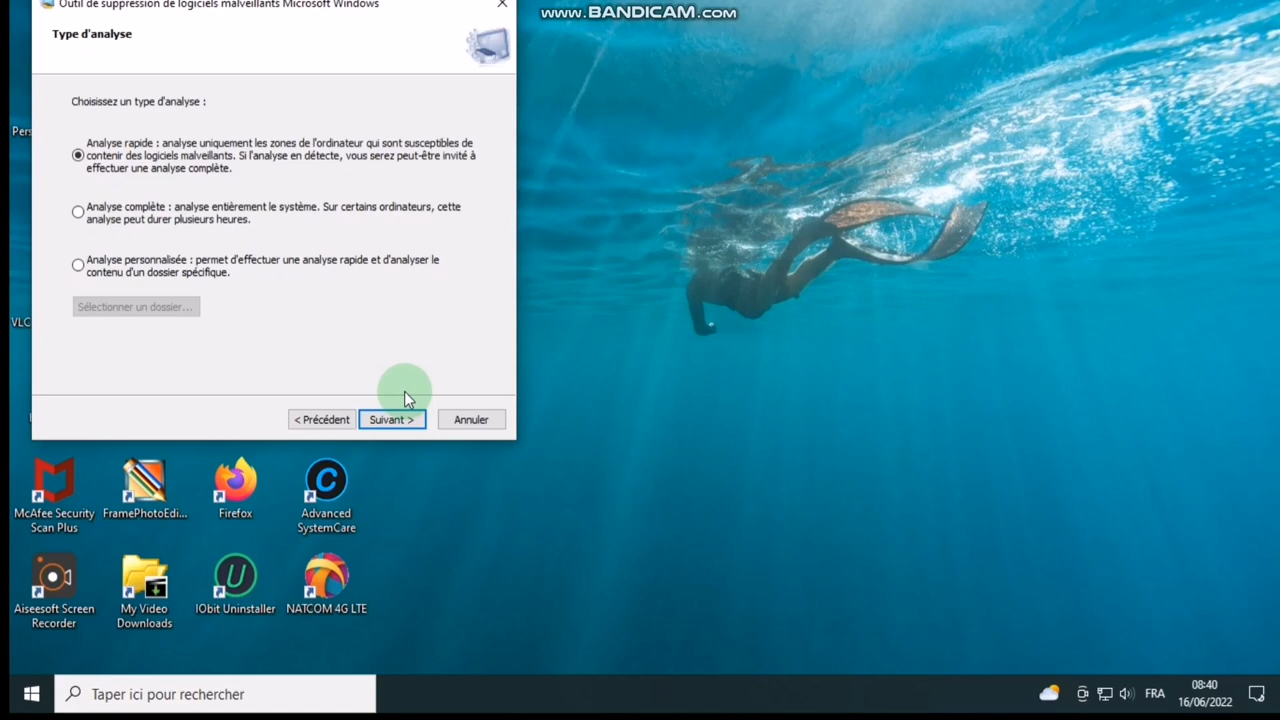 Outil de suppression de logiciels malveillants Microsoft Windows
www.BANDICAM.com
Type d'analyse
Choisissez un type d'analyse :
Analyse rapide : analyse uniquement les zones de l'ordinateur qui sont susceptibles de
contenir des logiciels malveillants. Si l'analyse en détecte, vous serez peut-être invité à
effectuer une analyse complète.
Analyse complète : analyse entièrement le système. Sur certains ordinateurs, cette
analyse peut durer plusieurs heures.
Analyse personnalisée : permet d'effectuer une analyse rapide et d'analyser le
contenu d'un dossier spécifique.
Sélectionner un dossier...
< Précédent
Suivant >
Annuler
Pers
VLC
McAfee Security
Scan Plus
FramePhotoEdi...
Firefox
Advanced
SystemCare
Aiseesoft Screen
Recorder
My Video
Downloads
IObit Uninstaller
NATCOM 4G LTE
Taper ici pour rechercher
FRA
08:40
16/06/2022